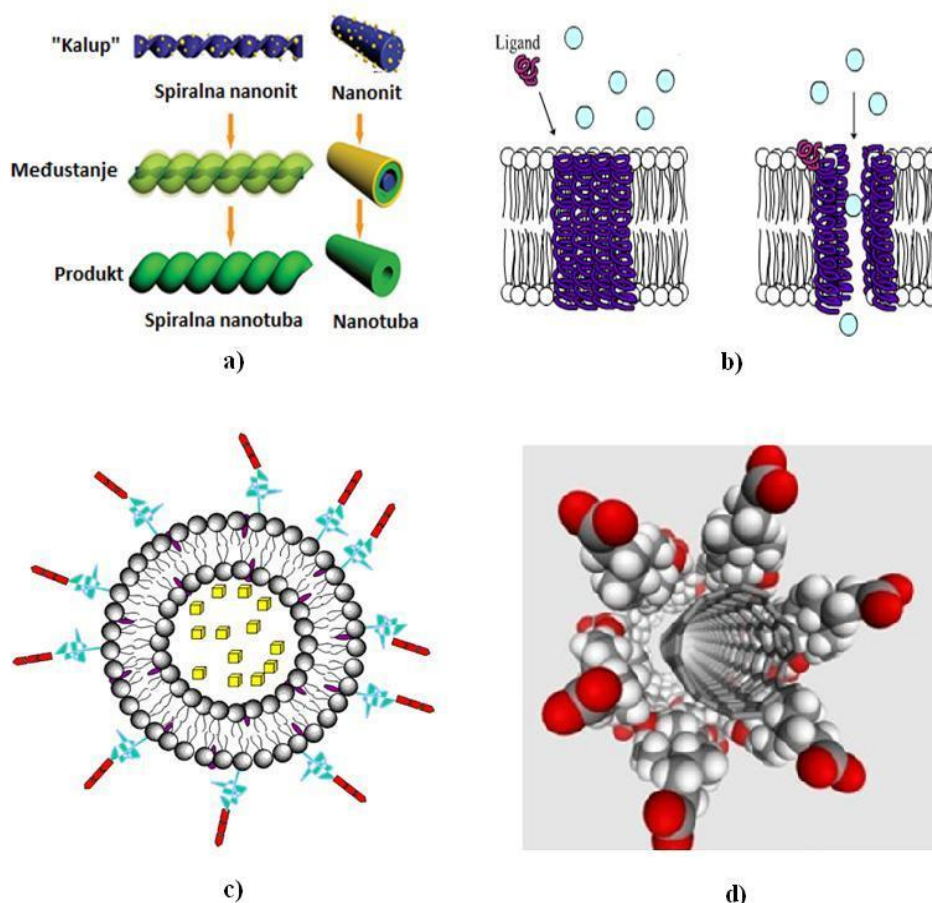 "Kalup"
Spiralna nanonit Nanonit
Međustanje
Produkt
Spiralna nanotuba Nanotuba
a)
Ligand
b)
c)
d)